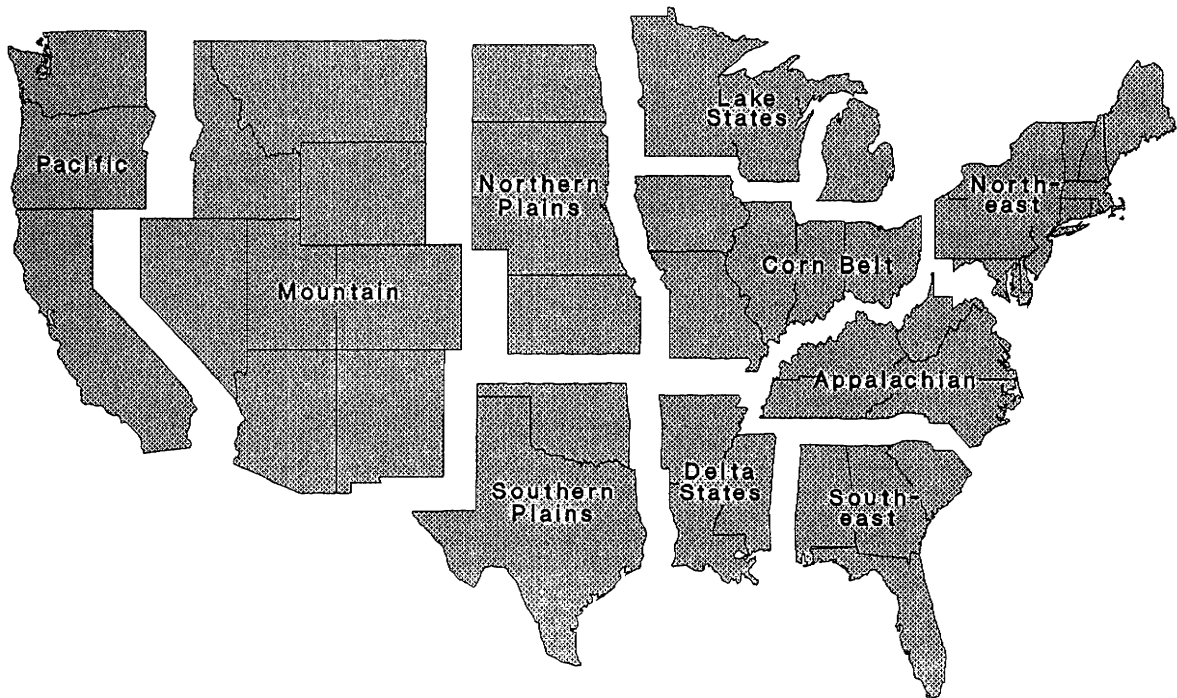 Lake
States
Pacific
Northern
Plains
North-
east
Corn Belt
Mountain
Appalachian
Delta
States
Southern
Plains
South-
east